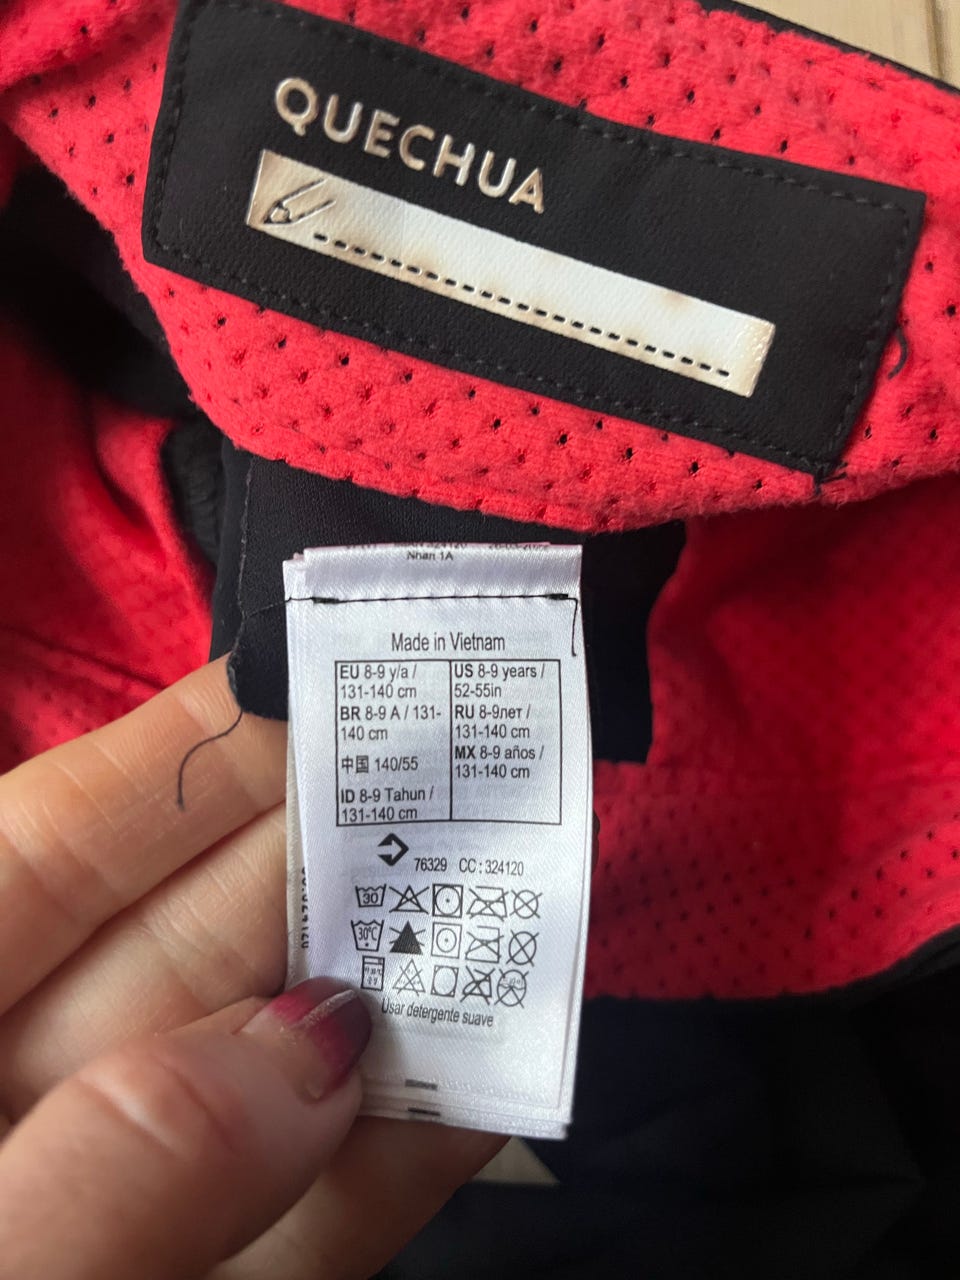 QUECHUA
Nhan 1A
Made in Vietnam
EU 8-9 y/a /
131-140 cm
BR 8-9 A / 131-
140 cm
中国 140/55
ID 8-9 Tahun /
131-140 cm
US 8-9 years /
52-55in
RU 8-9лет /
131-140 cm
MX 8-9 años /
131-140 cm
76329 CC : 324120
30
30°C
Usar detergente suave